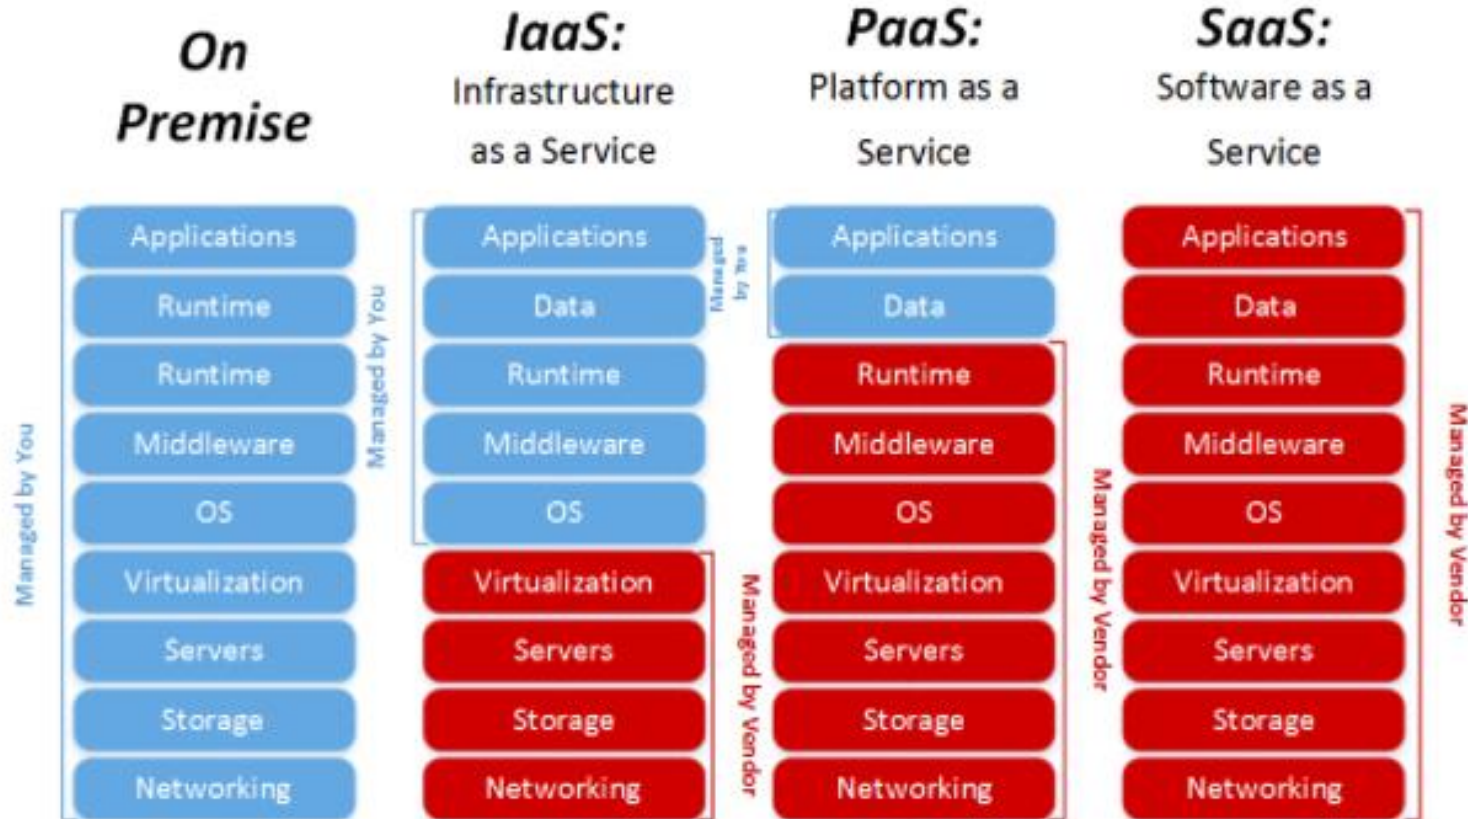 On
Premise
Managed by You
Applications
Runtime
Runtime
Middleware
OS
Virtualization
Servers
Storage
Networking
IaaS:
Infrastructure
as a Service
Managed by You
Applications
Data
Runtime
Middleware
OS
Virtualization
Servers
Storage
Networking
Managed by Vendor
PaaS:
Platform as a
Service
Managed
by You
Applications
Data
Runtime
Middleware
OS
Virtualization
Servers
Storage
Networking
Managed by Vendor
SaaS:
Software as a
Service
Applications
Data
Runtime
Middleware
OS
Virtualization
Servers
Storage
Networking
Managed by Vendor